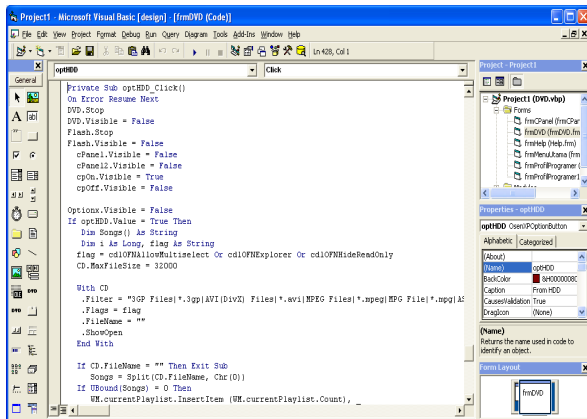 Project1 - Microsoft Visual Basic [design] - [frmDVD (Code)]
File Edit View Project Format Debug Run Query Diagram Tools Add-Ins Window Help
Ln 428, Col 1
General
optHDD
Click
Private Sub optHDD_Click()
On Error Resume Next
DVD.Stop
DVD.Visible = False
Flash.Stop
Flash.Visible = False
cPanel.Visible = False
cPanel2.Visible = False
cpOn.Visible = True
cpOff.Visible = False
Optionx.Visible = False
If optHDD.Value = True Then
Dim Songs() As String
Dim i As Long, flag As String
flag = cdlOFNAllowMultiselect Or cdlOFNExplorer Or cdlOFNHideReadOnly
CD.MaxFileSize = 32000
With CD
.Filter = "3GP Files|*.3gp|AVI(DivX) Files|*.avi|MPEG Files|*.mpeg|MPG File|*.mpg|AS
.Flags = flag
.FileName = ""
.ShowOpen
End With
If CD.FileName = "" Then Exit Sub
Songs = Split(CD.FileName, Chr(0))
If UBound(Songs) = 0 Then
WM.currentPlaylist.InsertItem (WM.currentPlaylist.Count), _
Project - Project1
Project1 (DVD.vbp)
Forms
frmCPanel (frmCPar
frmDVD (frmDVD.frm
frmHelp (Help.frm)
frmMenuUtama (frm
frmProfilProgramer (
frmProfilProgramer1
Properties - optHDD
optHDD OsenXPOptionButton
Alphabetic Categorized
(About)
(Name) optHDD
BackColor &H0000008C
Caption From HDD
CausesValidation True
DragIcon (None)
(Name)
Returns the name used in code to
identify an object.
Form Layout
frmDVD